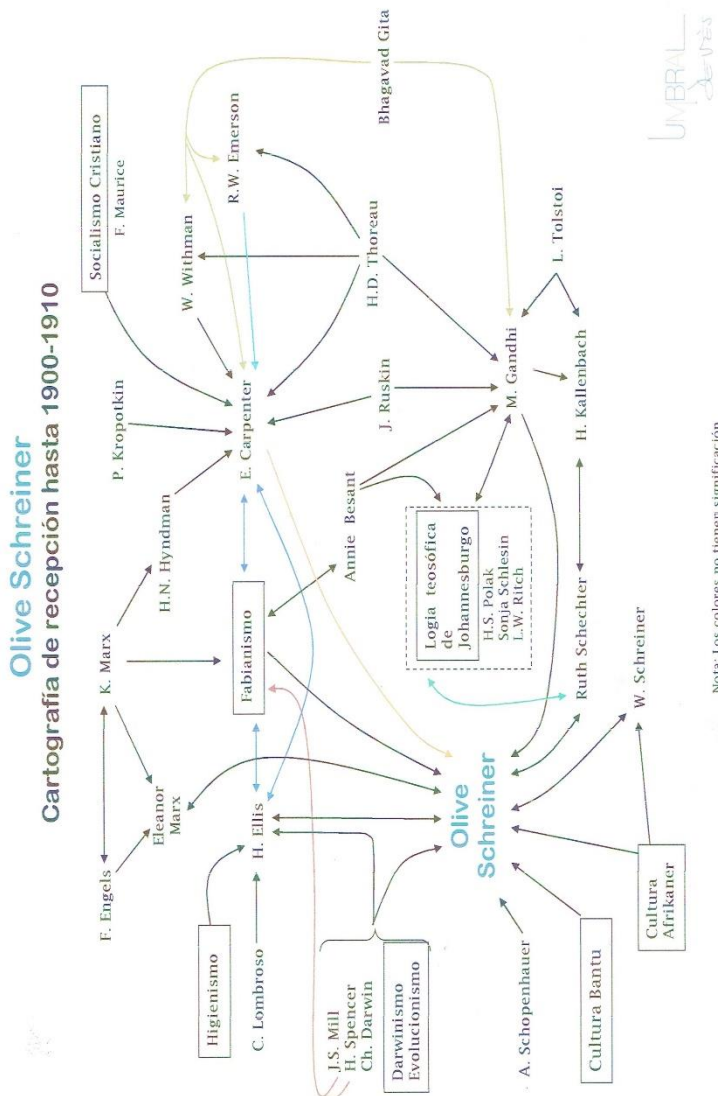 Olive Schreiner
Cartografía de recepción hasta 1900-1910
F. Engels
K. Marx
P. Kropotkin
Socialismo Cristiano
F. Maurice
Eleanor
Marx
H.N. Hyndman
W. Withman
R.W. Emerson
Higienismo
C. Lombroso
H. Ellis
Fabianismo
E. Carpenter
J.S. Mill
H. Spencer
Ch. Darwin
Darwinismo
Evolucionismo
Annie Besant
J. Ruskin
H.D. Thoreau
Bhagavad Gita
Olive
Schreiner
Logia teosófica
de
Johannesburgo
H.S. Polak
Sonja Schlesin
L.W. Ritch
M. Gandhi
A. Schopenhauer
Cultura Bantu
Cultura
Afrikaner
W. Schreiner
Ruth Schechter
H. Kallenbach
L. Tolstoi
Nota: Los colores no tienen significación
UMBRAL